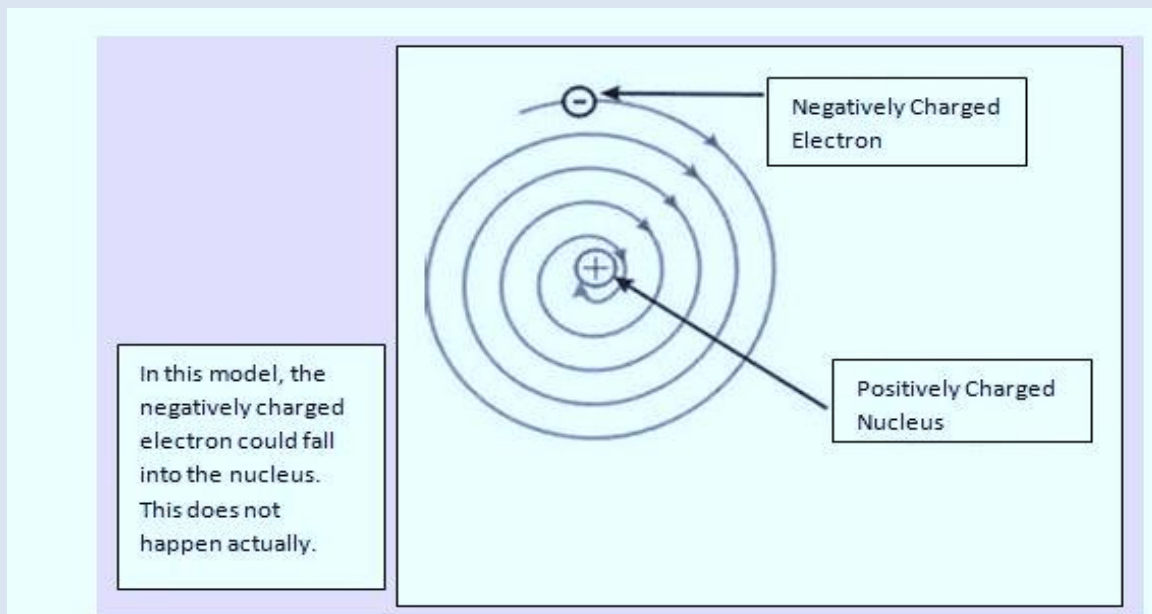 -
Negatively Charged
Electron
+
In this model, the
negatively charged
electron could fall
into the nucleus.
This does not
happen actually.
Positively Charged
Nucleus